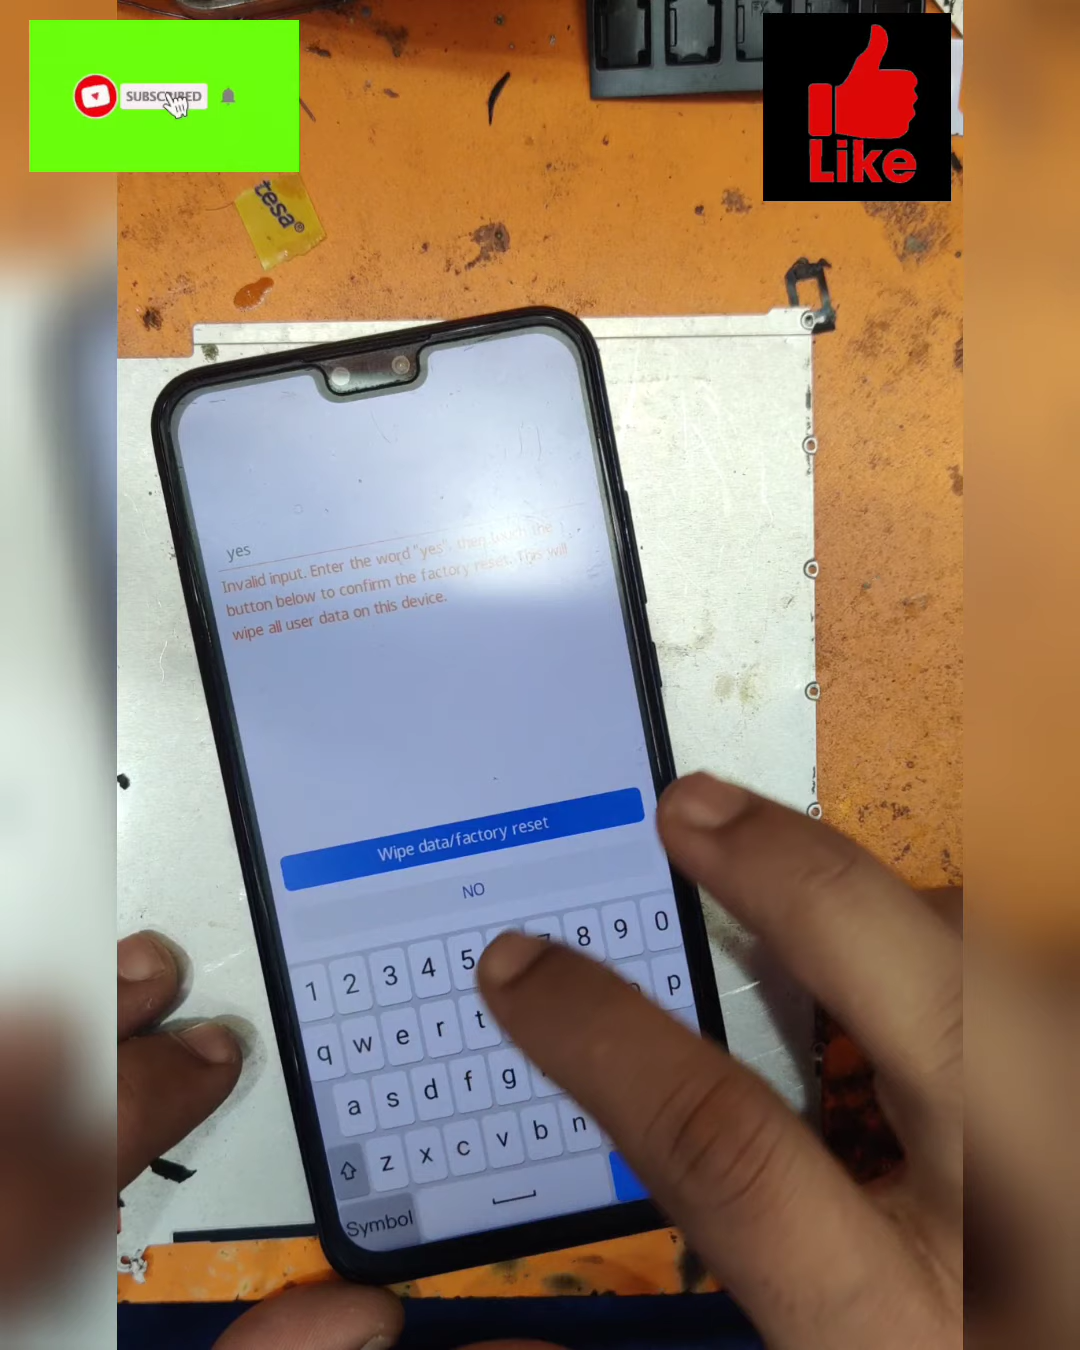 SUBSCRIBED
Like
tesa®
yes
Invalid input. Enter the word "yes", then touch the
button below to confirm the factory reset. This will
wipe all user data on this device.
Wipe data/factory reset
NO
1 2 3 4 5 7 8 9 0
q w e r t p
a s d f g
z x c v b n
Symbol